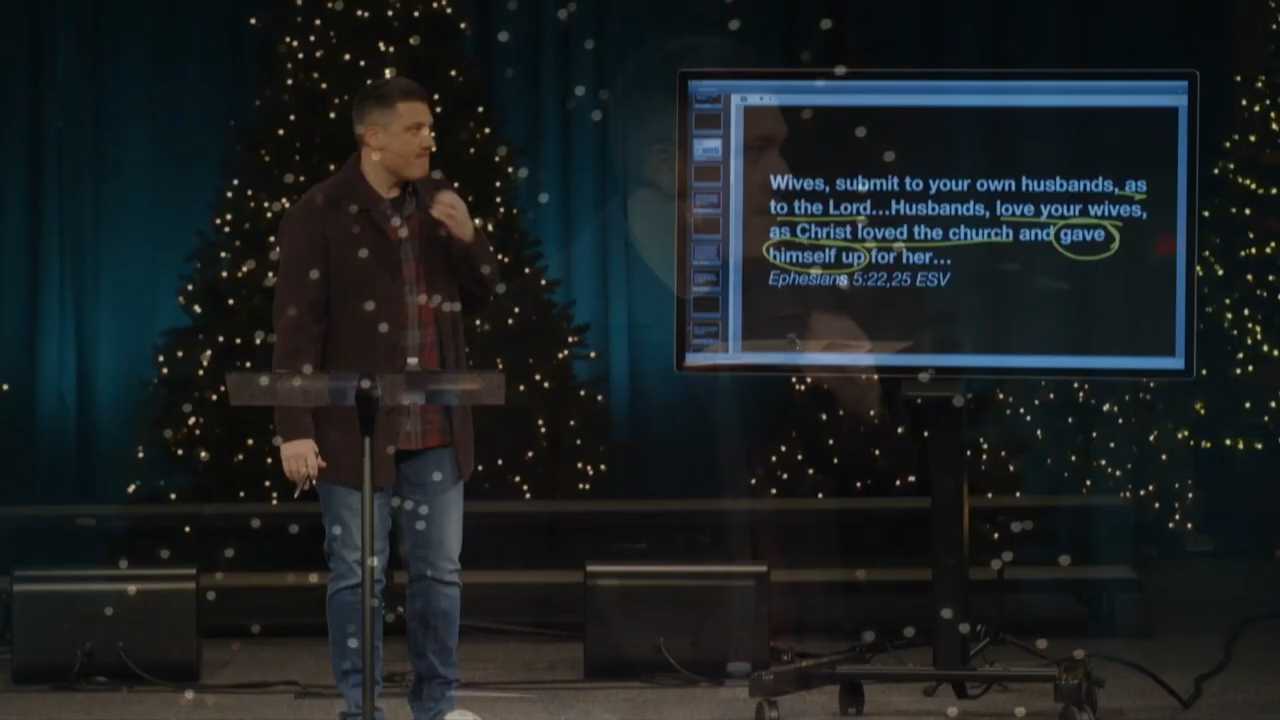 Wives, submit to your own husbands, as
to the Lord...Husbands, love your wives,
as Christ loved the church and gave
himself up for her...
Ephesians 5:22,25 ESV